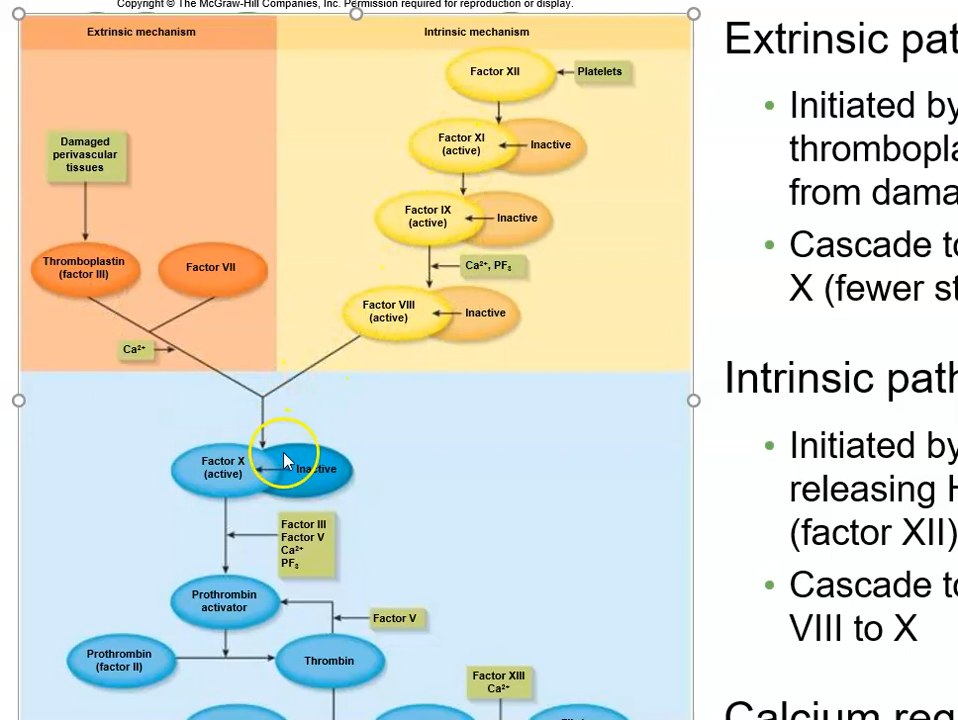 Copyright © The McGraw-Hill Companies, Inc. Permission required for reproduction or display.
Extrinsic mechanism
Intrinsic mechanism
Factor XII
Platelets
Factor XI
(active)
Inactive
Damaged
perivascular
tissues
Factor IX
(active)
Inactive
Thromboplastin
(factor III)
Factor VII
Ca²⁺, PF₃
Factor VIII
(active)
Inactive
Ca²⁺
Factor X
(active)
Inactive
Factor III
Factor V
Ca²⁺
PF₃
Prothrombin
activator
Factor V
Prothrombin
(factor II)
Thrombin
Factor XIII
Ca²⁺
Extrinsic pat
• Initiated by
thrombopla
from dama
• Cascade to
X (fewer st
Intrinsic path
• Initiated by
releasing H
(factor XII)
• Cascade to
VIII to X
Calcium req